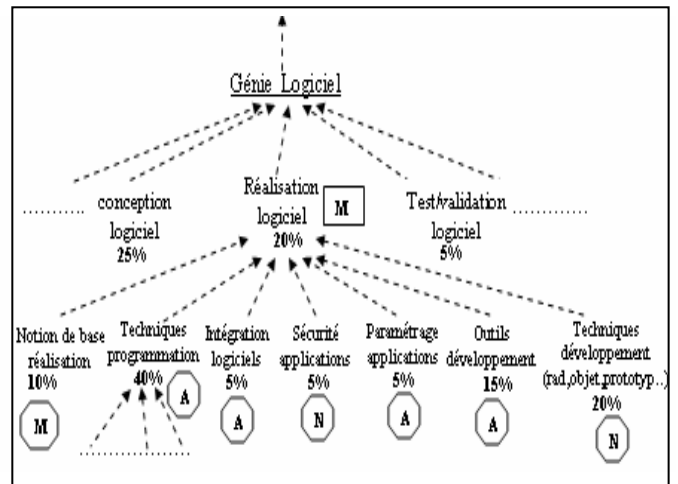 Génie Logiciel
............ conception
logiciel
25%
Réalisation
logiciel
20%
M
Test/validation ..............
logiciel
5%
Notion de base
réalisation
10%
M
Techniques
programmation
40%
A
......................
Intégration
logiciels
5%
A
Sécurité
applications
5%
N
Paramétrage
applications
5%
A
Outils
développement
15%
A
Techniques
développement
(rad,objet,prototyp..)
20%
N